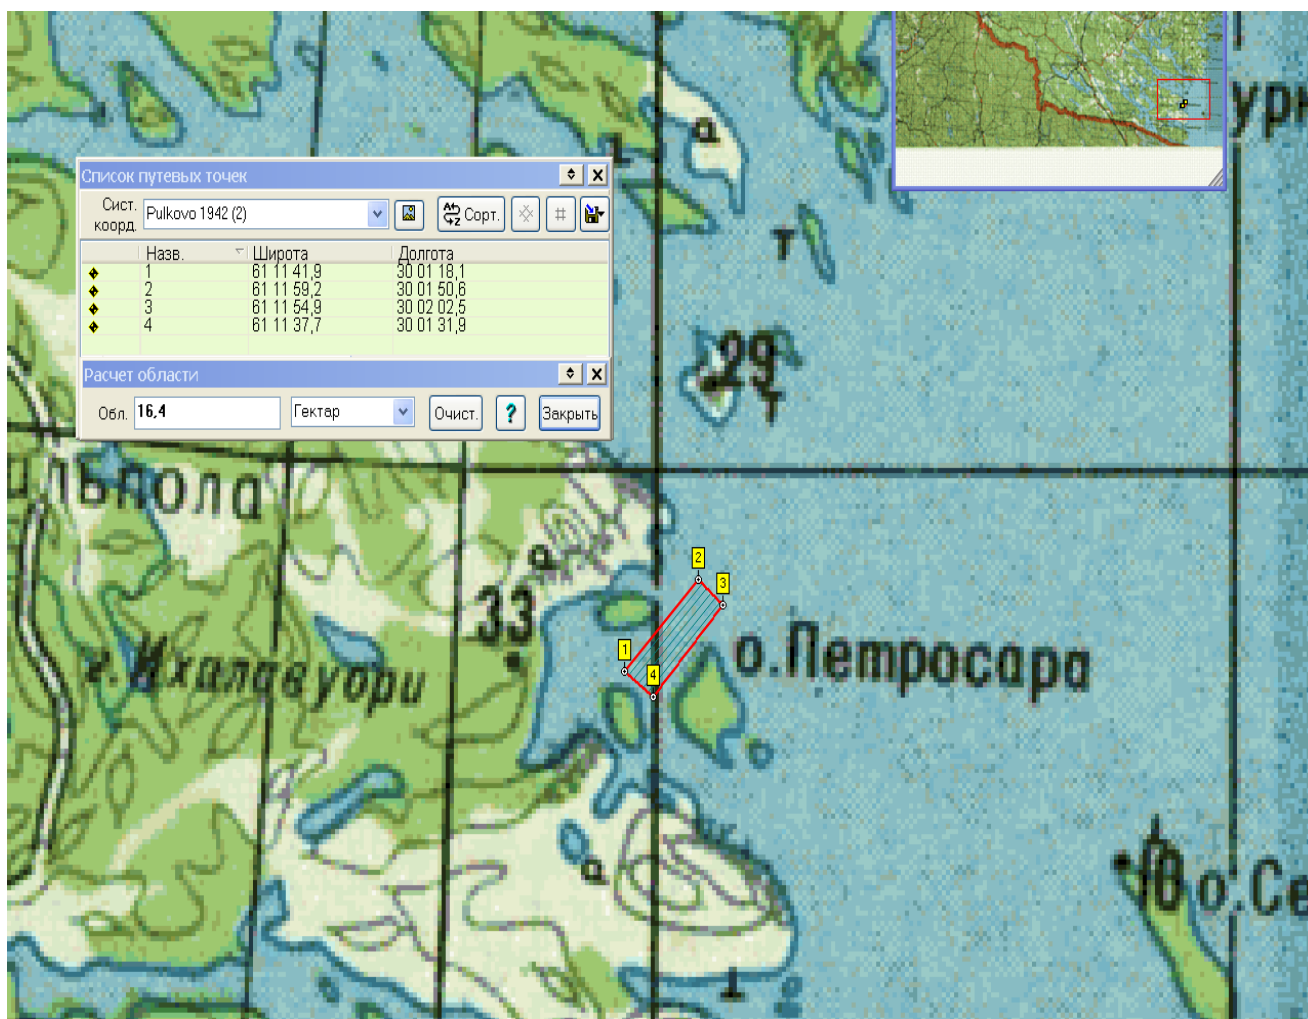 Список путевых точек
Сист. коорд.
Pulkovo 1942 (2)
Сорт.
Назв. Широта Долгота
1 61 11 41,9 30 01 18,1
2 61 11 59,2 30 01 50,6
3 61 11 54,9 30 02 02,5
4 61 11 37,7 30 01 31,9
Расчет области
Обл. 16,4 Гектар Очист. ? Закрыть
а
т
29
т
а
33
2
3
1
4
г.Ихалавуори
о.Петросара
а
о.Се